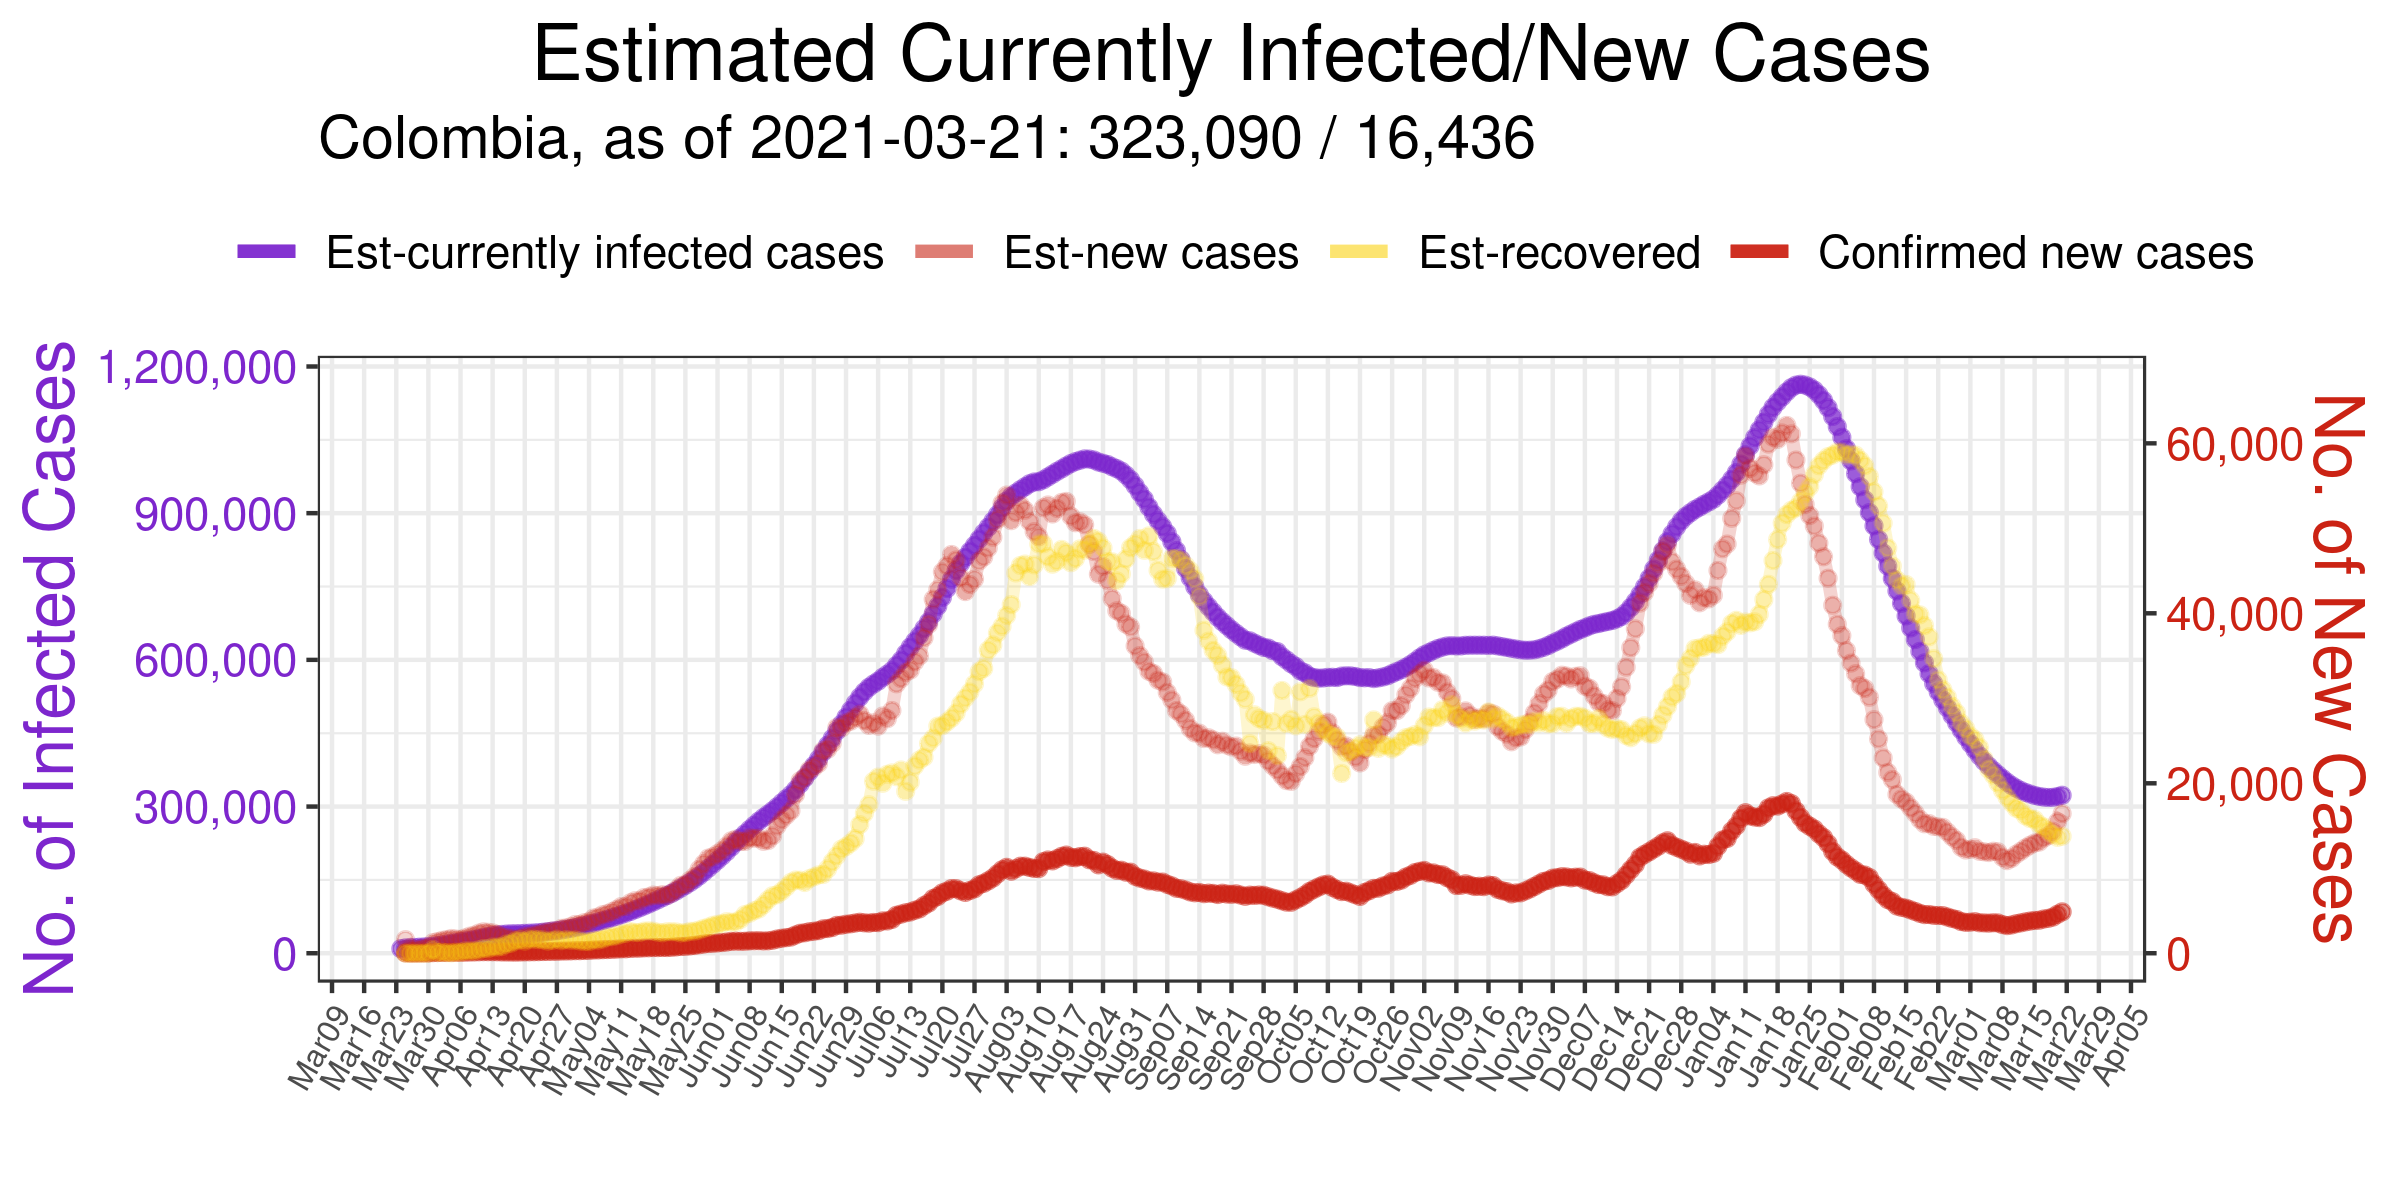 Estimated Currently Infected/New Cases
Colombia, as of 2021-03-21: 323,090 / 16,436
Est-currently infected cases Est-new cases Est-recovered Confirmed new cases
No. of Infected Cases
1,200,000
900,000
600,000
300,000
0
60,000
40,000
20,000
0
No. of New Cases
Mar09 Mar16 Mar23 Mar30 Apr06 Apr13 Apr20 Apr27 May04 May11 May18 May25 Jun01 Jun08 Jun15 Jun22 Jun29 Jul06 Jul13 Jul20 Jul27 Aug03 Aug10 Aug17 Aug24 Aug31 Sep07 Sep14 Sep21 Sep28 Oct05 Oct12 Oct19 Oct26 Nov02 Nov09 Nov16 Nov23 Nov30 Dec07 Dec14 Dec21 Dec28 Jan04 Jan11 Jan18 Jan25 Feb01 Feb08 Feb15 Feb22 Mar01 Mar08 Mar15 Mar22 Mar29 Apr05